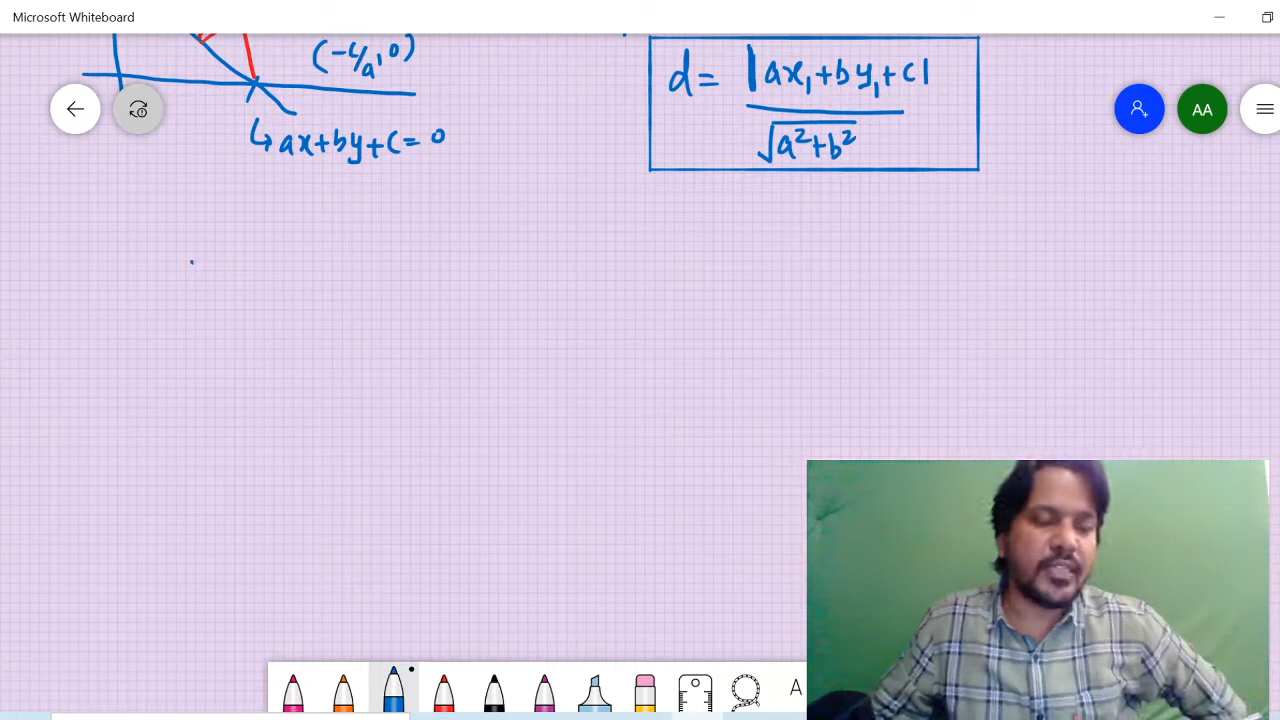 Microsoft Whiteboard
(-c/a, 0)
ax+by+c=0
d= |ax₁+by₁+c|
√a²+b²
AA
A